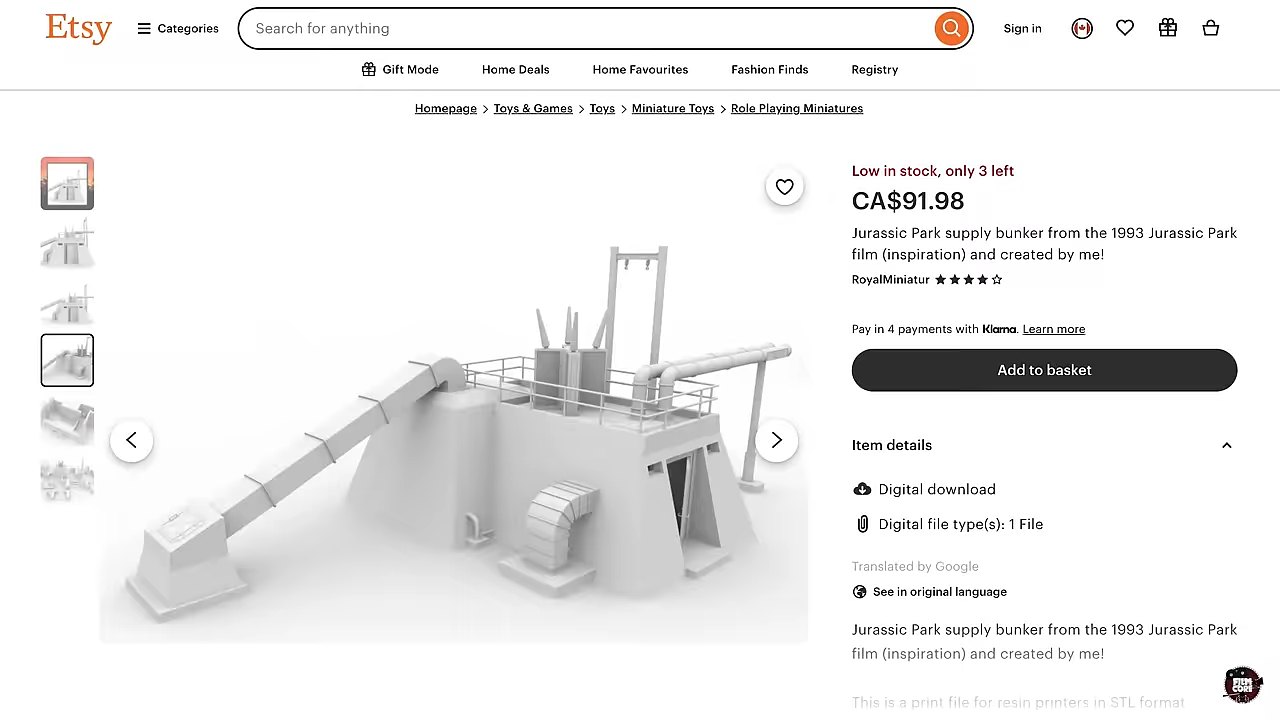 Etsy
Categories
Search for anything
Sign in
Gift Mode
Home Deals
Home Favourites
Fashion Finds
Registry
Homepage > Toys & Games > Toys > Miniature Toys > Role Playing Miniatures
Low in stock, only 3 left
CA$91.98
Jurassic Park supply bunker from the 1993 Jurassic Park
film (inspiration) and created by me!
RoyalMiniatur
Pay in 4 payments with Klarna. Learn more
Add to basket
Item details
Digital download
Digital file type(s): 1 File
Translated by Google
See in original language
Jurassic Park supply bunker from the 1993 Jurassic Park
film (inspiration) and created by me!
This is a print file for resin printers in STL format
FILM
CORE